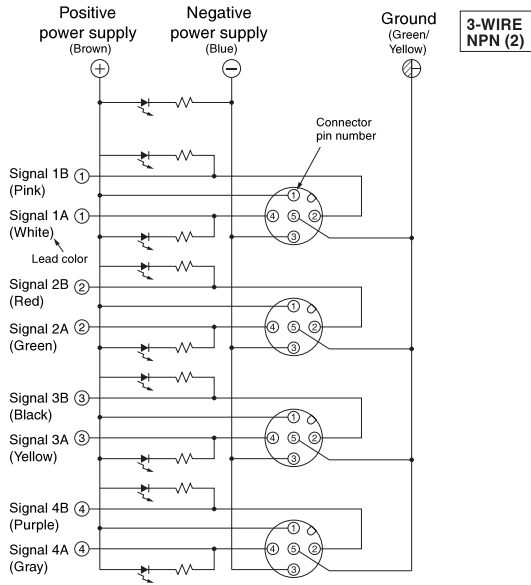 Positive
power supply
(Brown)
+
Negative
power supply
(Blue)
−
Ground
(Green/
Yellow)
3-WIRE
NPN (2)
Connector
pin number
Signal 1B 1
(Pink)
1
Signal 1A 1
(White)
4 5 2
3
Lead color
Signal 2B 2
(Red)
1
Signal 2A 2
(Green)
4 5 2
3
Signal 3B 3
(Black)
1
Signal 3A 3
(Yellow)
4 5 2
3
Signal 4B 4
(Purple)
1
Signal 4A 4
(Gray)
4 5 2
3